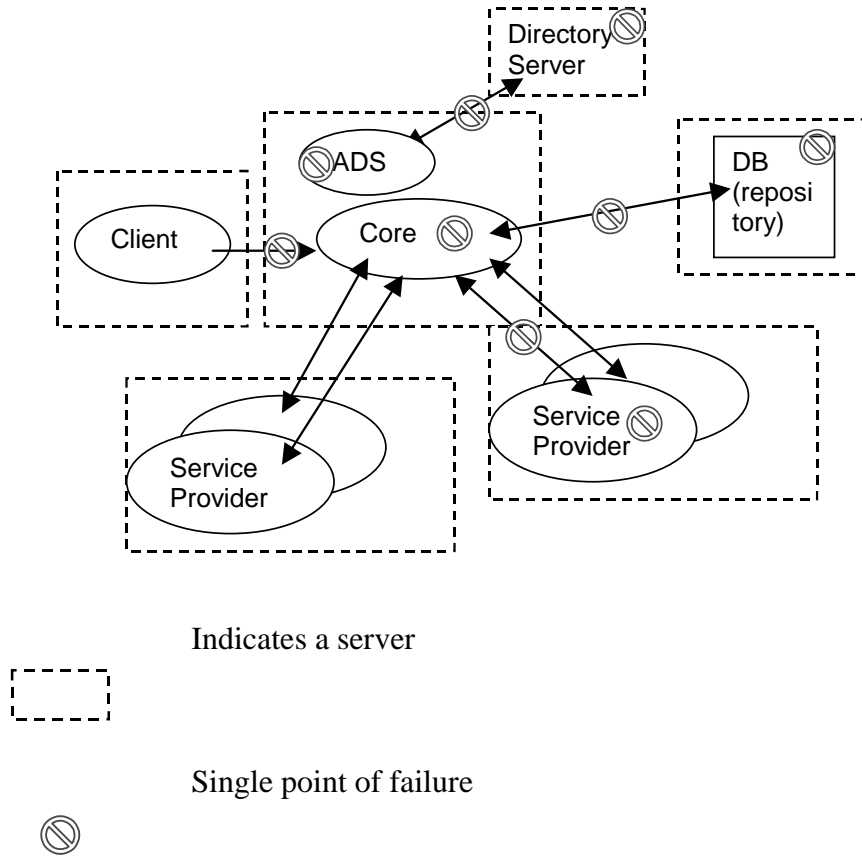 Directory
Server
ADS
DB
(reposi
tory)
Client
Core
Service
Provider
Service
Provider
Indicates a server
Single point of failure